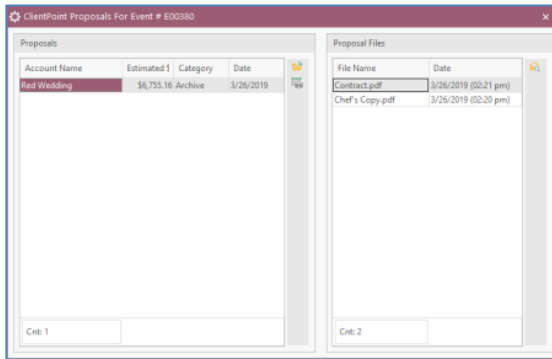 ClientPoint Proposals For Event # E00380
Proposals
Account Name Estimated $ Category Date
Red Wedding $6,755.16 Archive 3/26/2019
Cnt: 1
Proposal Files
File Name Date
Contract.pdf 3/26/2019 (02:21 pm)
Chef's Copy.pdf 3/26/2019 (02:20 pm)
Cnt: 2